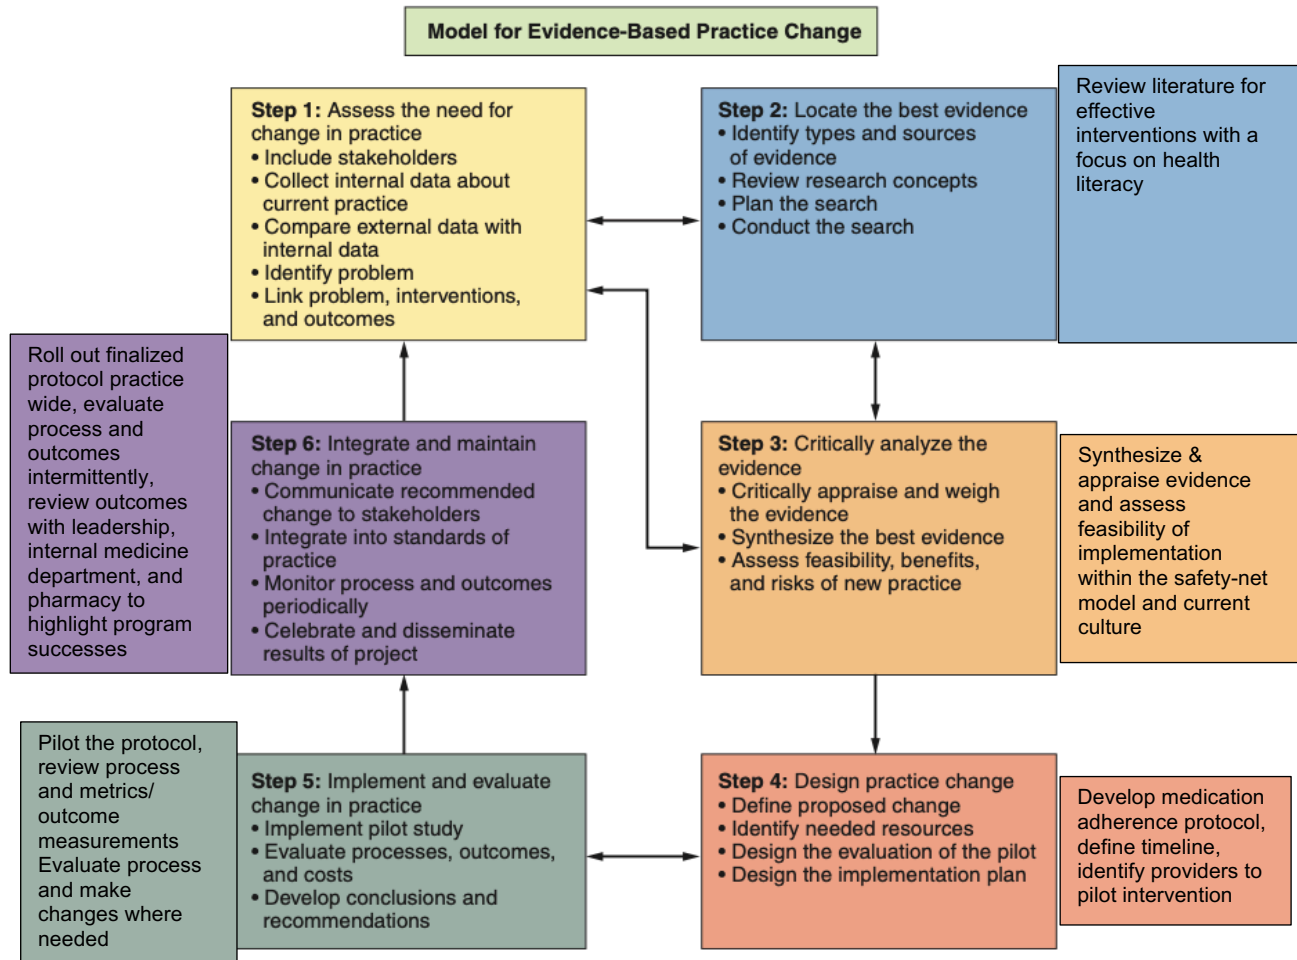 Model for Evidence-Based Practice Change
Step 1: Assess the need for
change in practice
• Include stakeholders
• Collect internal data about
current practice
• Compare external data with
internal data
• Identify problem
• Link problem, interventions,
and outcomes
Step 2: Locate the best evidence
• Identify types and sources
of evidence
• Review research concepts
• Plan the search
• Conduct the search
Review literature for
effective
interventions with a
focus on health
literacy
Roll out finalized
protocol practice
wide, evaluate
process and
outcomes
intermittently,
review outcomes
with leadership,
internal medicine
department, and
pharmacy to
highlight program
successes
Step 6: Integrate and maintain
change in practice
• Communicate recommended
change to stakeholders
• Integrate into standards of
practice
• Monitor process and outcomes
periodically
• Celebrate and disseminate
results of project
Step 3: Critically analyze the
evidence
• Critically appraise and weigh
the evidence
• Synthesize the best evidence
• Assess feasibility, benefits,
and risks of new practice
Synthesize &
appraise evidence
and assess
feasibility of
implementation
within the safety-net
model and current
culture
Pilot the protocol,
review process
and metrics/
outcome
measurements
Evaluate process
and make
changes where
needed
Step 5: Implement and evaluate
change in practice
• Implement pilot study
• Evaluate processes, outcomes,
and costs
• Develop conclusions and
recommendations
Step 4: Design practice change
• Define proposed change
• Identify needed resources
• Design the evaluation of the pilot
• Design the implementation plan
Develop medication
adherence protocol,
define timeline,
identify providers to
pilot intervention